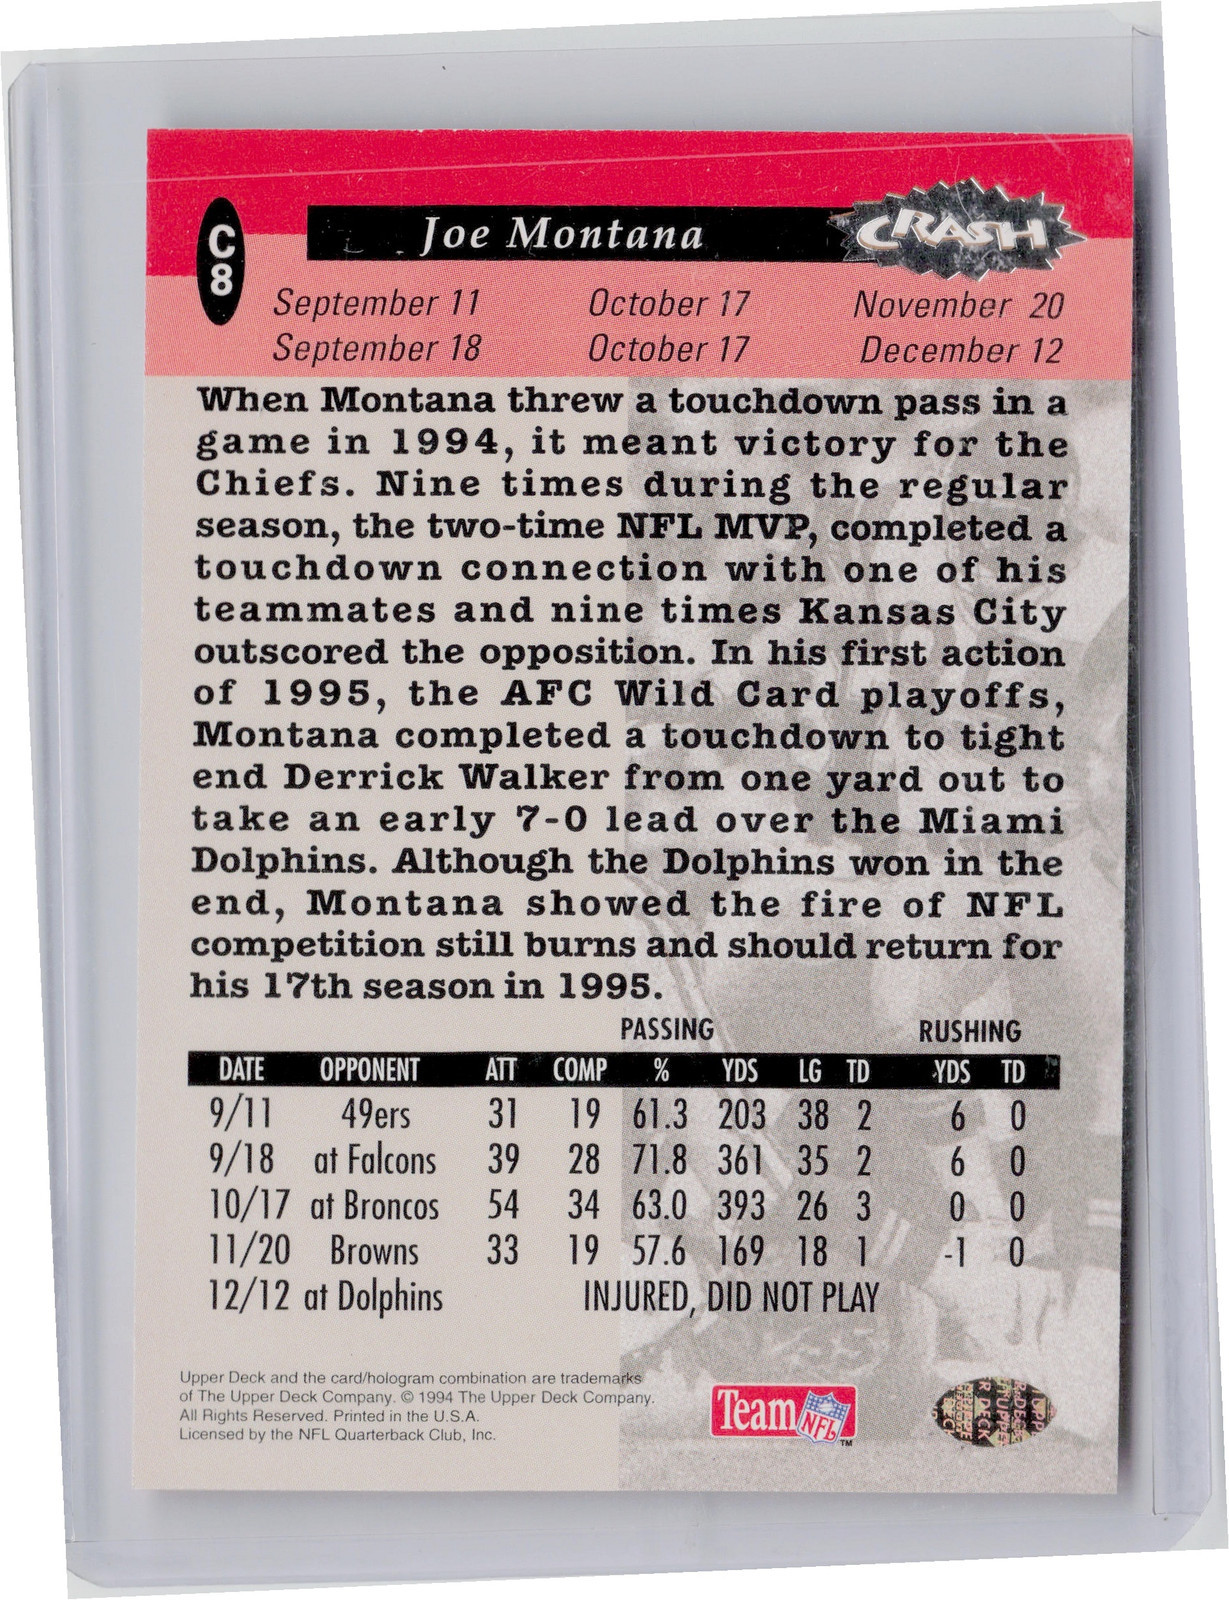 C
8
Joe Montana
CRASH
September 11 October 17 November 20
September 18 October 17 December 12
When Montana threw a touchdown pass in a
game in 1994, it meant victory for the
Chiefs. Nine times during the regular
season, the two-time NFL MVP, completed a
touchdown connection with one of his
teammates and nine times Kansas City
outscored the opposition. In his first action
of 1995, the AFC Wild Card playoffs,
Montana completed a touchdown to tight
end Derrick Walker from one yard out to
take an early 7-0 lead over the Miami
Dolphins. Although the Dolphins won in the
end, Montana showed the fire of NFL
competition still burns and should return for
his 17th season in 1995.
PASSING RUSHING
DATE OPPONENT ATT COMP % YDS LG TD YDS TD
9/11 49ers 31 19 61.3 203 38 2 6 0
9/18 at Falcons 39 28 71.8 361 35 2 6 0
10/17 at Broncos 54 34 63.0 393 26 3 0 0
11/20 Browns 33 19 57.6 169 18 1 -1 0
12/12 at Dolphins INJURED, DID NOT PLAY
Upper Deck and the card/hologram combination are trademarks
of The Upper Deck Company. © 1994 The Upper Deck Company.
All Rights Reserved. Printed in the U.S.A.
Licensed by the NFL Quarterback Club, Inc.
Team NFL TM